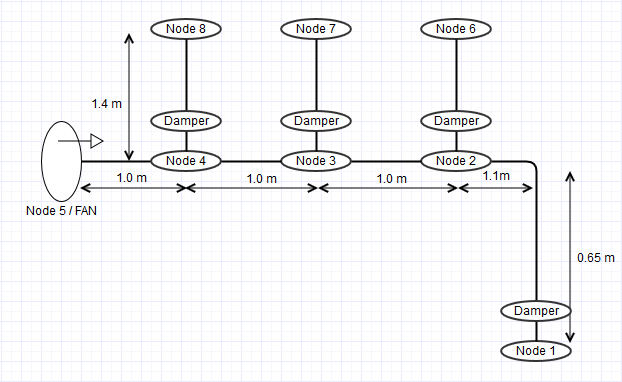 Node 8
Node 7
Node 6
1.4 m
Damper
Damper
Damper
Node 4
Node 3
Node 2
1.0 m
1.0 m
1.0 m
1.1m
Node 5 / FAN
0.65 m
Damper
Node 1